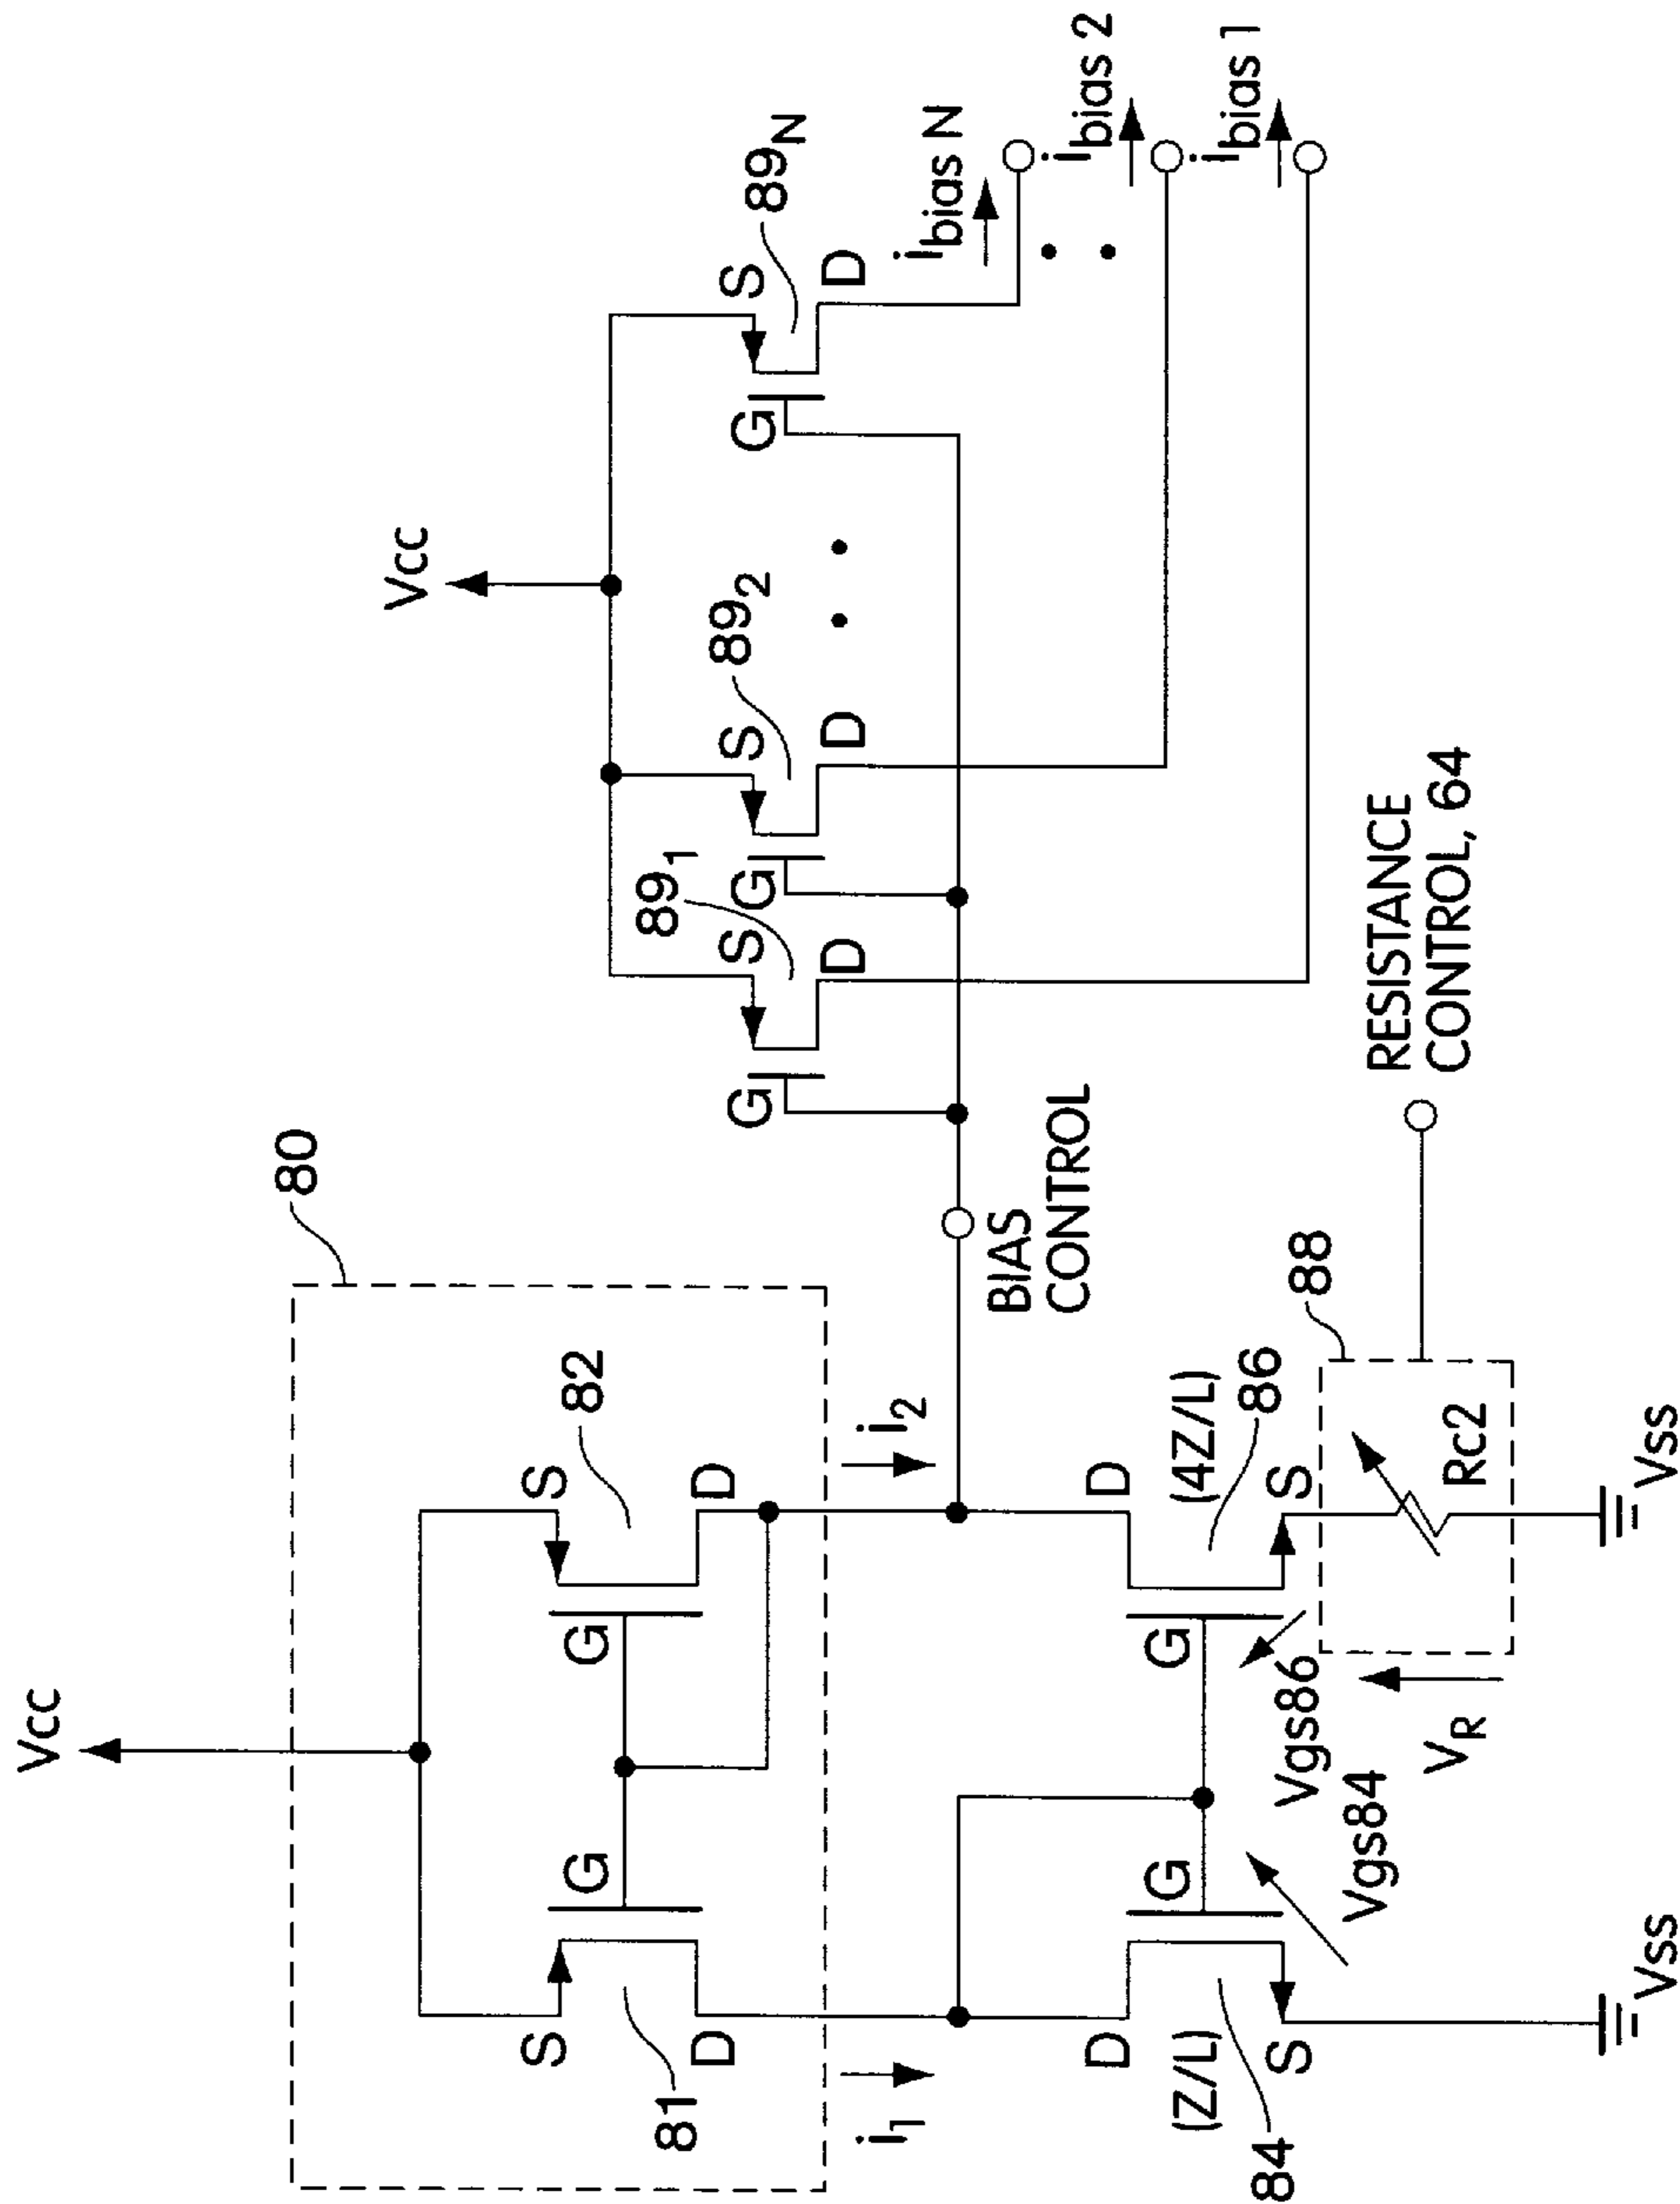 Vcc
80
S
S
81
82
G
G
D
D
i1
i2
BIAS
CONTROL
D
D
(Z/L)
(4Z/L)
84
86
G
G
S
S
Vgs84
Vgs86
VR
88
Rc2
Vss
Vss
RESISTANCE
CONTROL, 64
Vcc
891
892
89N
S
S
S
G
G
G
D
D
D
ibias N
ibias 2
ibias 1